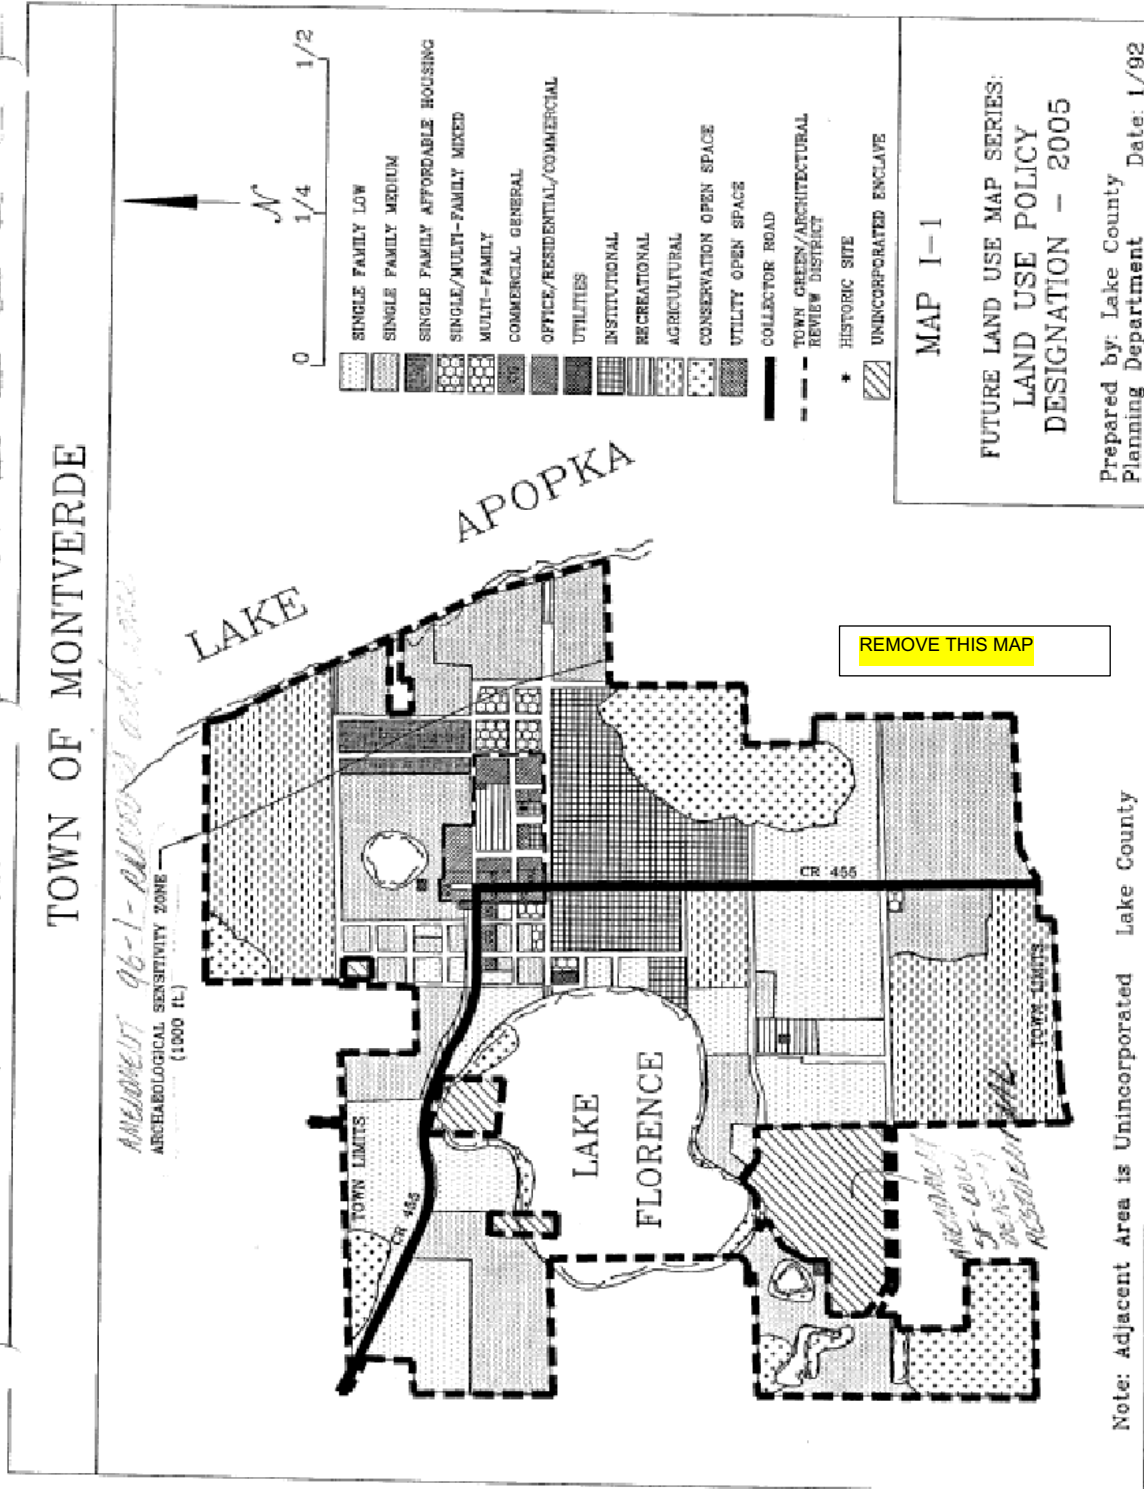 TOWN OF MONTVERDE
AMENDMENT 96-1-
ARCHAEOLOGICAL SENSITIVITY ZONE
(1000 ft.)
LAKE
APOPKA
N
0 1/4 1/2
SINGLE FAMILY LOW
SINGLE FAMILY MEDIUM
SINGLE FAMILY AFFORDABLE HOUSING
SINGLE/MULTI-FAMILY MIXED
MULTI-FAMILY
COMMERCIAL GENERAL
OFFICE/RESIDENTIAL/COMMERCIAL
UTILITIES
INSTITUTIONAL
RECREATIONAL
AGRICULTURAL
CONSERVATION OPEN SPACE
UTILITY OPEN SPACE
COLLECTOR ROAD
TOWN GREEN/ARCHITECTURAL
REVIEW DISTRICT
* HISTORIC SITE
UNINCORPORATED ENCLAVE
TOWN LIMITS
CR 455
LAKE
FLORENCE
CR 455
TOWN LIMITS
REMOVE THIS MAP
MAP I-1
FUTURE LAND USE MAP SERIES:
LAND USE POLICY
DESIGNATION - 2005
Prepared by: Lake County
Planning Department Date: 1/92
Note: Adjacent Area is Unincorporated Lake County